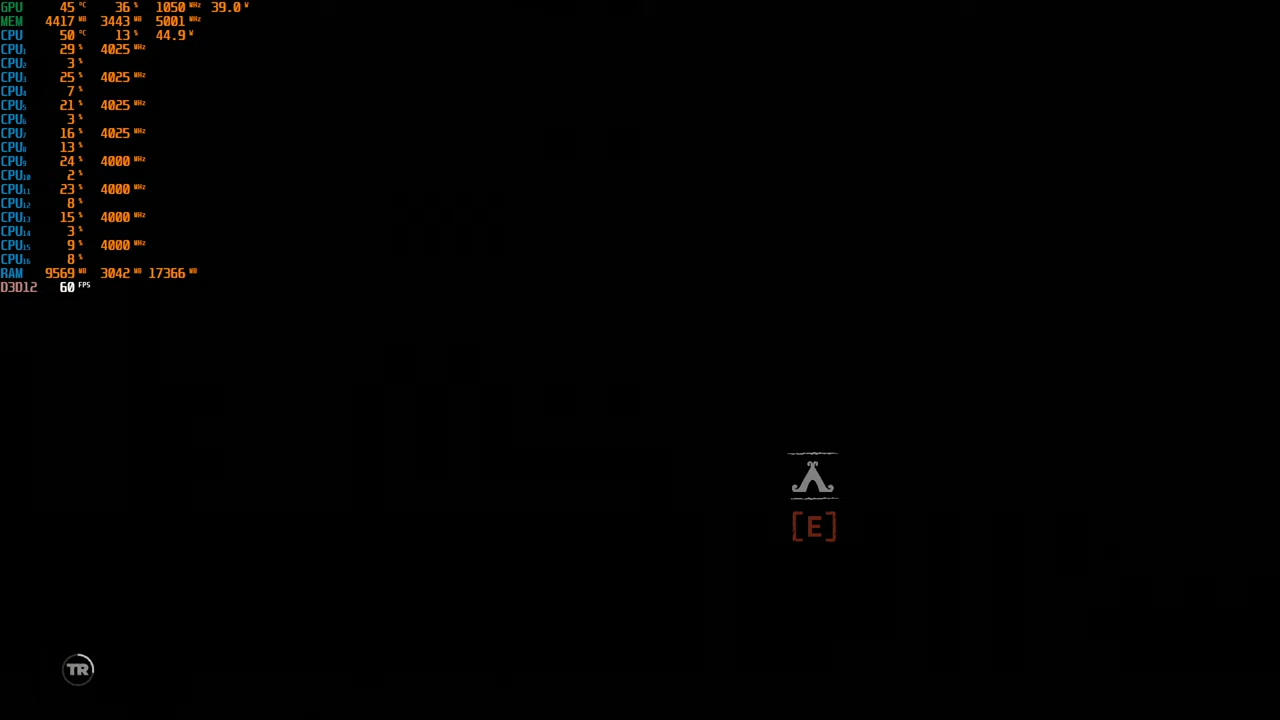 GPU 45 °C 36 % 1050 MHz 39.0 W
MEM 4417 MB 3443 MB 5001 MHz
CPU 50 °C 13 % 44.9 W
CPU1 29 % 4025 MHz
CPU2 3 %
CPU3 25 % 4025 MHz
CPU4 7 %
CPU5 21 % 4025 MHz
CPU6 3 %
CPU7 16 % 4025 MHz
CPU8 13 %
CPU9 24 % 4000 MHz
CPU10 2 %
CPU11 23 % 4000 MHz
CPU12 8 %
CPU13 15 % 4000 MHz
CPU14 3 %
CPU15 9 % 4000 MHz
CPU16 8 %
RAM 9569 MB 3042 MB 17366 MB
D3D12 60 FPS
[E]
TR